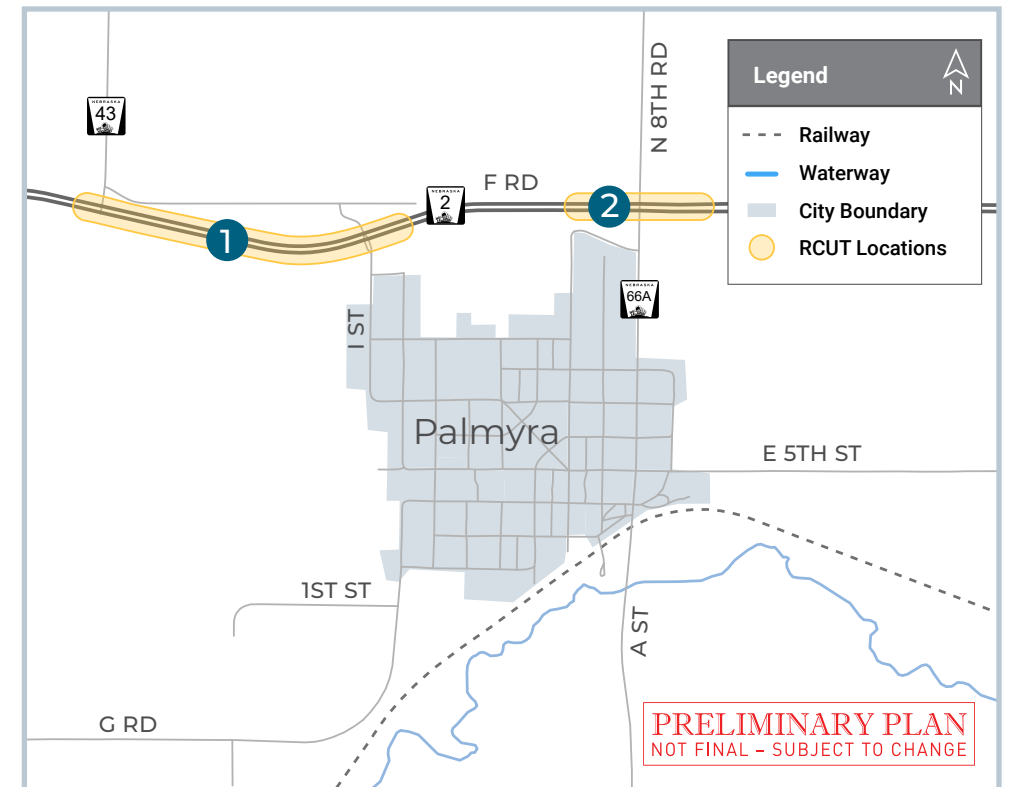 NEBRASKA
43
N 8TH RD
Legend
N
Railway
Waterway
City Boundary
RCUT Locations
F RD
NEBRASKA
2
1
2
NEBRASKA
66A
I ST
Palmyra
E 5TH ST
1ST ST
A ST
G RD
PRELIMINARY PLAN
NOT FINAL – SUBJECT TO CHANGE